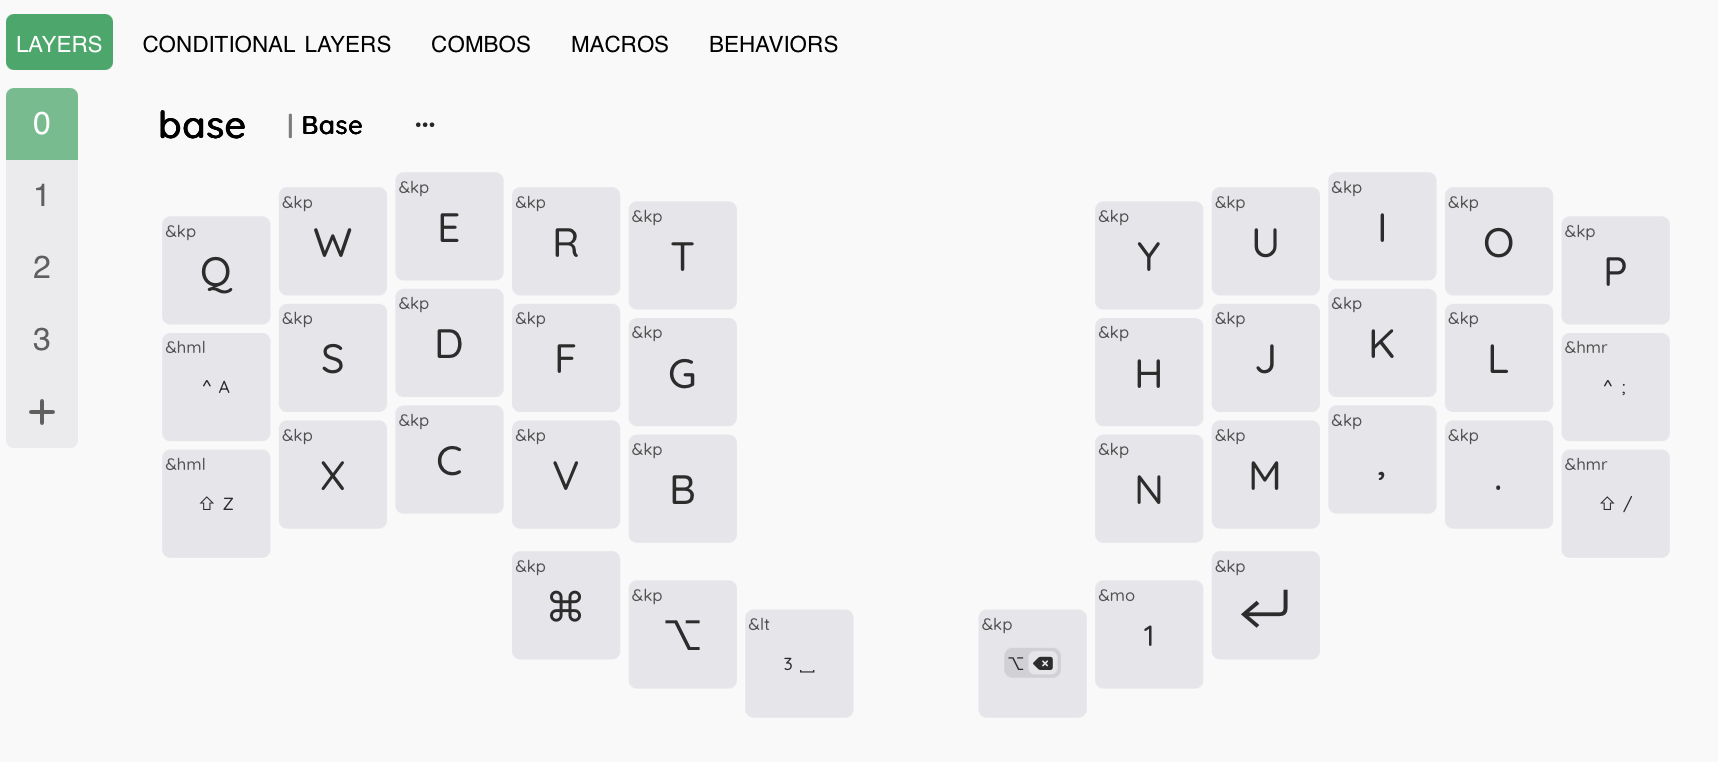 LAYERS CONDITIONAL LAYERS COMBOS MACROS BEHAVIORS
0
1
2
3
+
base | Base ...
&kp Q &kp W &kp E &kp R &kp T &kp Y &kp U &kp I &kp O &kp P
&hml ^ A &kp S &kp D &kp F &kp G &kp H &kp J &kp K &kp L &hmr ^ ;
&hml ⇧ Z &kp X &kp C &kp V &kp B &kp N &kp M &kp , &kp . &hmr ⇧ /
&kp ⌘ &kp ⌥ &lt 3 ⎵ &kp ⌥ ⌫ &mo 1 &kp ↵